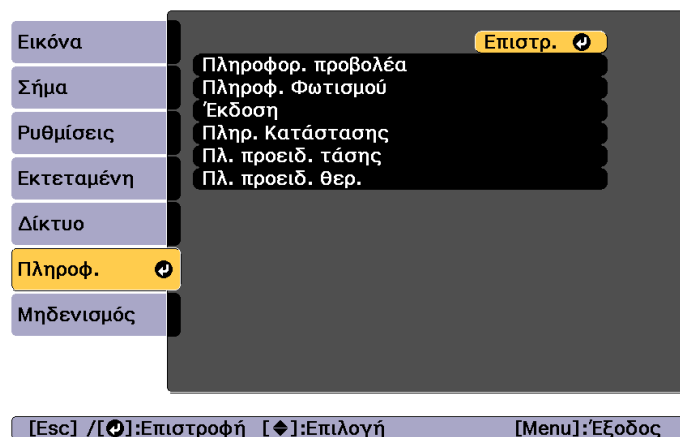 Εικόνα
Σήμα
Ρυθμίσεις
Εκτεταμένη
Δίκτυο
Πληροφ.
Μηδενισμός
Επιστρ.
Πληροφορ. προβολέα
Πληροφ. Φωτισμού
Έκδοση
Πληρ. Κατάστασης
Πλ. προειδ. τάσης
Πλ. προειδ. θερ.
[Esc] /[⏎]:Επιστροφή [◆]:Επιλογή [Menu]:Έξοδος